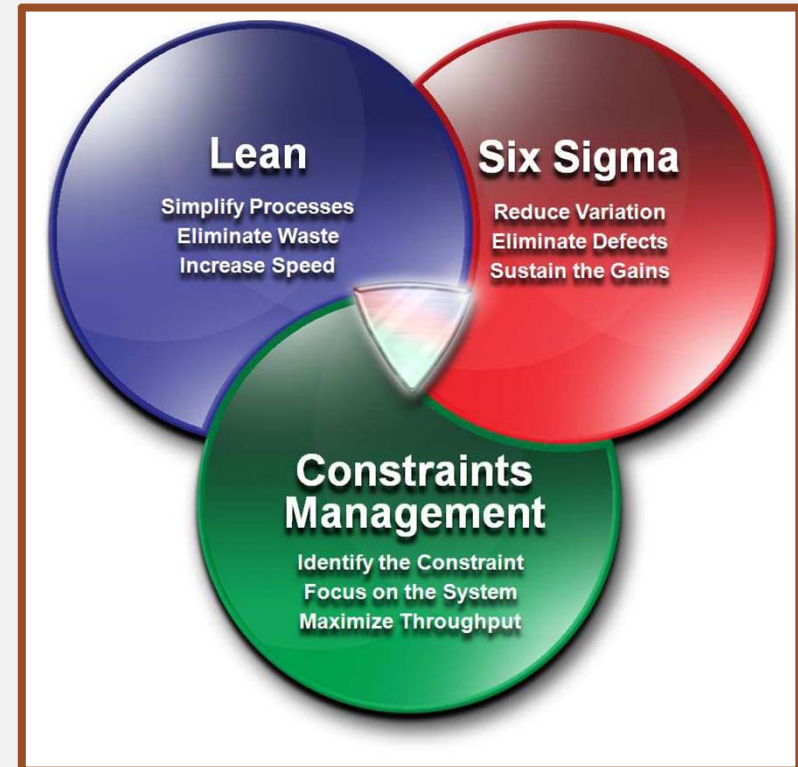 Lean
Simplify Processes
Eliminate Waste
Increase Speed
Six Sigma
Reduce Variation
Eliminate Defects
Sustain the Gains
Constraints
Management
Identify the Constraint
Focus on the System
Maximize Throughput